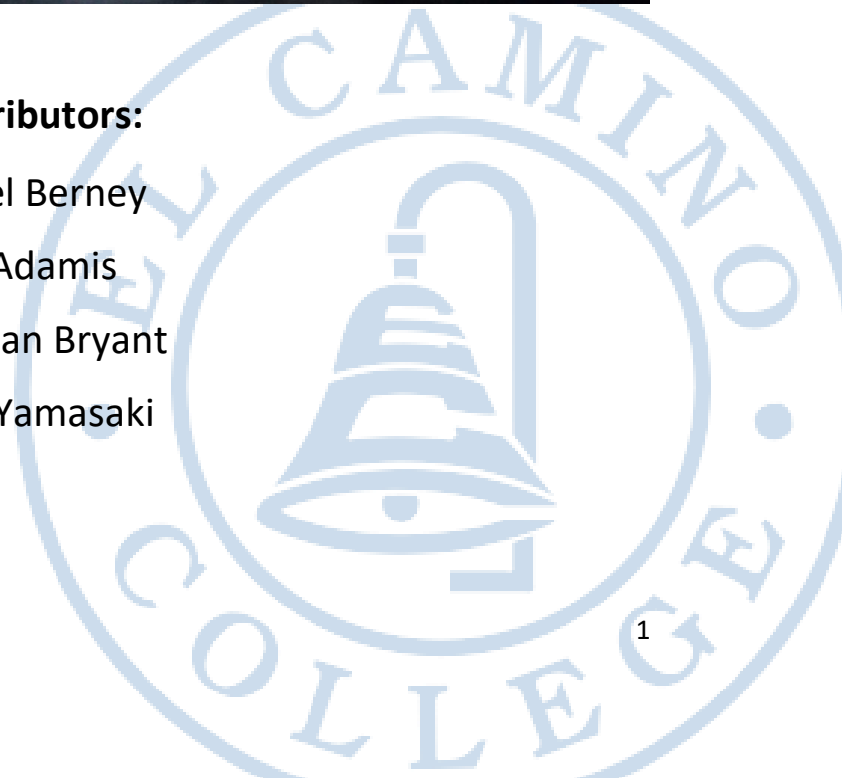 EL CAMINO
ributors:
el Berney
Adamis
an Bryant
Yamasaki
COLLEGE
1